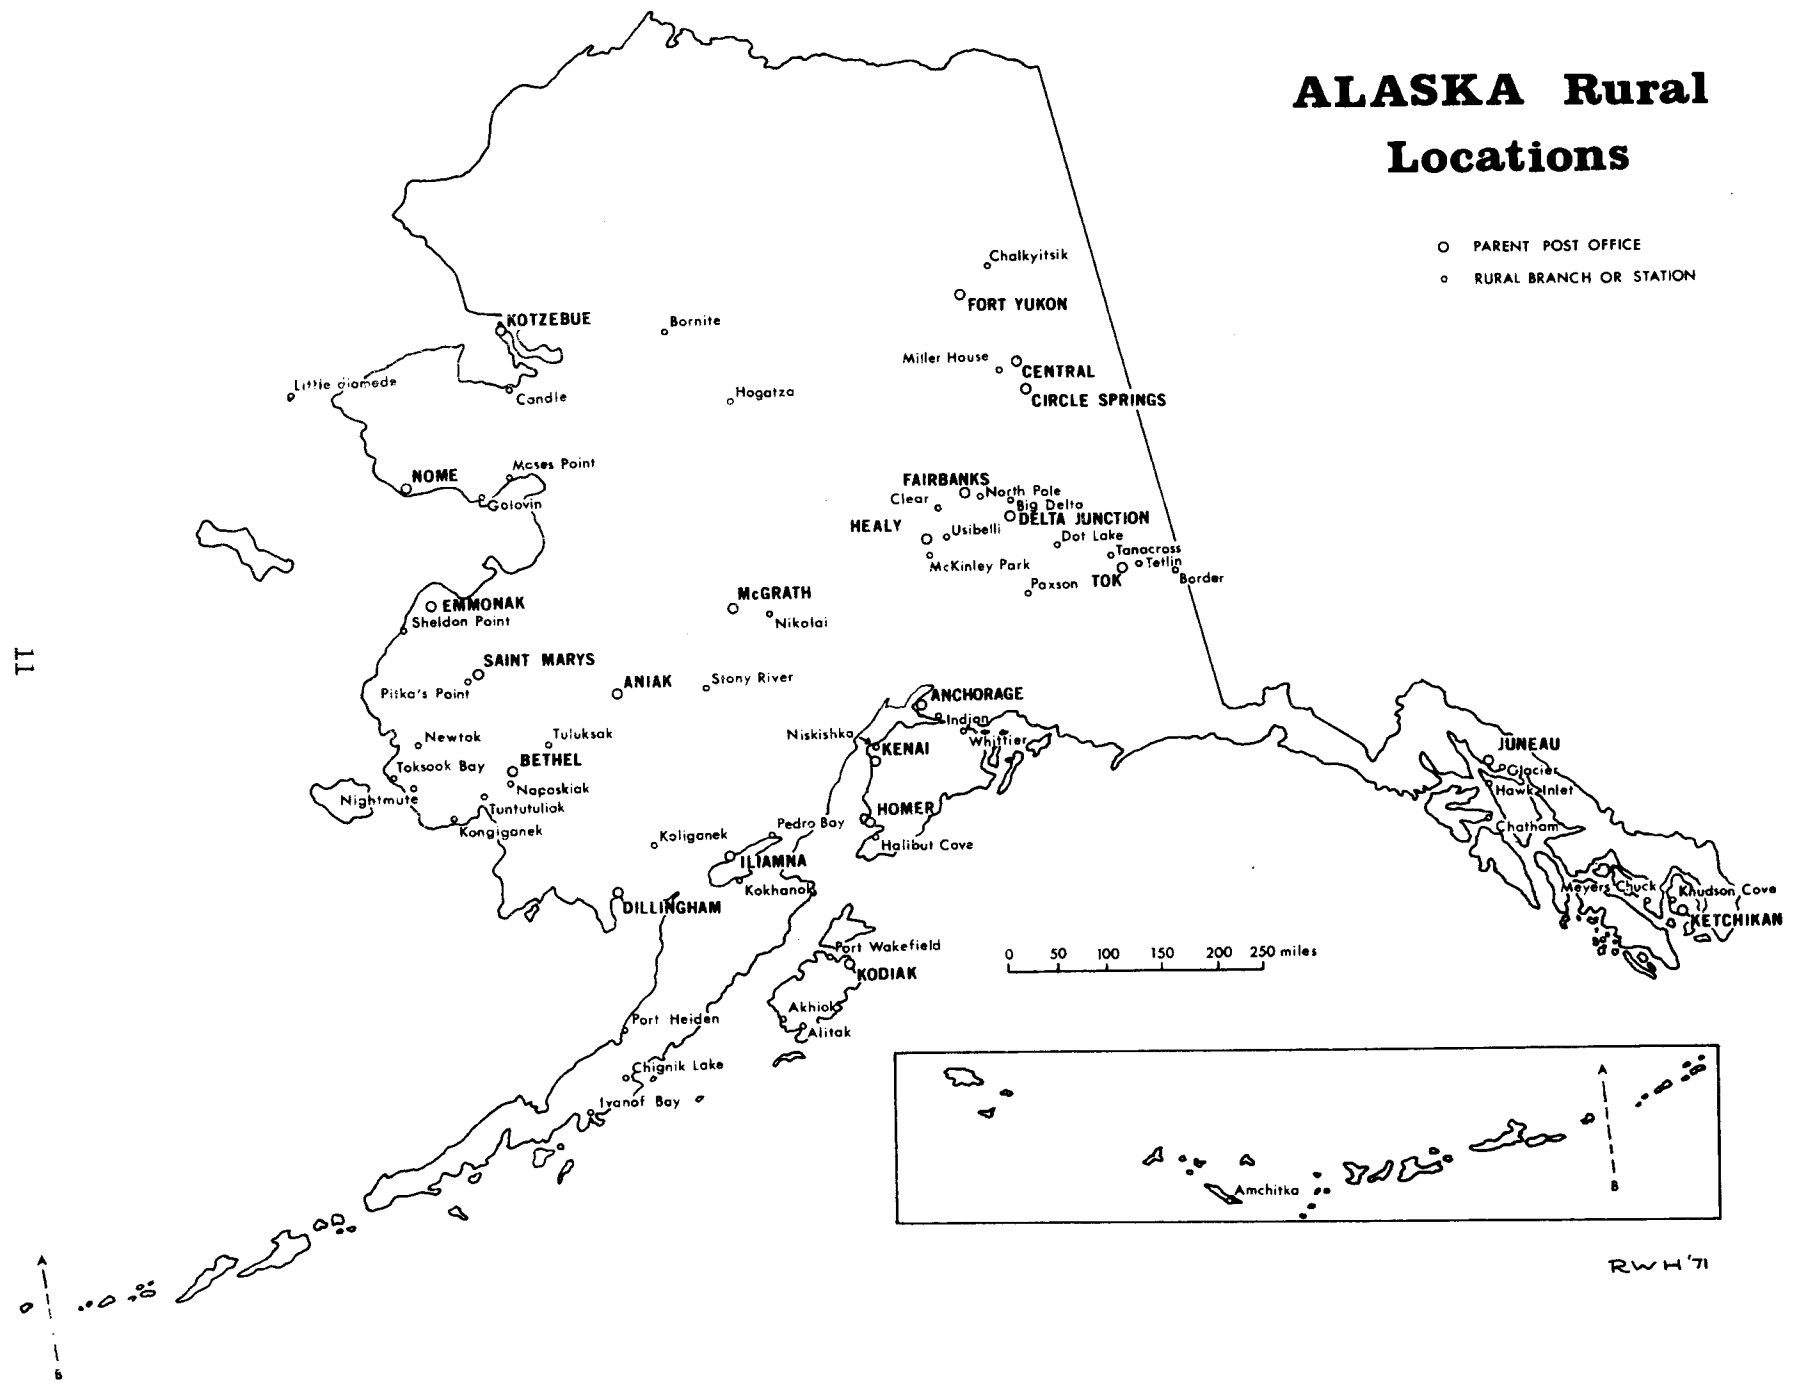 ALASKA Rural
Locations
PARENT POST OFFICE
RURAL BRANCH OR STATION
Chalkyitsik
FORT YUKON
KOTZEBUE
Bornite
Miller House
CENTRAL
Little diomede
Candle
Hogatza
CIRCLE SPRINGS
NOME
Moses Point
Golovin
FAIRBANKS
Clear
North Pole
Big Delta
DELTA JUNCTION
HEALY
Usibelli
Dot Lake
Tanacross
McKinley Park
Tetlin
TOK
Border
Paxson
EMMONAK
Sheldon Point
McGRATH
Nikolai
11
SAINT MARYS
Pitka's Point
ANIAK
Stony River
ANCHORAGE
Indian
Whittier
Niskishka
KENAI
Newtok
Tuluksak
BETHEL
Toksook Bay
Napaskiak
Nightmute
Tuntutuliak
Kongiganek
HOMER
Halibut Cove
Pedro Bay
Koliganek
ILIAMNA
Kokhanok
DILLINGHAM
JUNEAU
Glacier
Hawk Inlet
Chatham
Meyers Chuck
Knudson Cove
KETCHIKAN
Port Wakefield
KODIAK
Akhiok
Alitak
0 50 100 150 200 250 miles
Port Heiden
Chignik Lake
Ivanof Bay
A
B
Amchitka
A
B
RWH '71